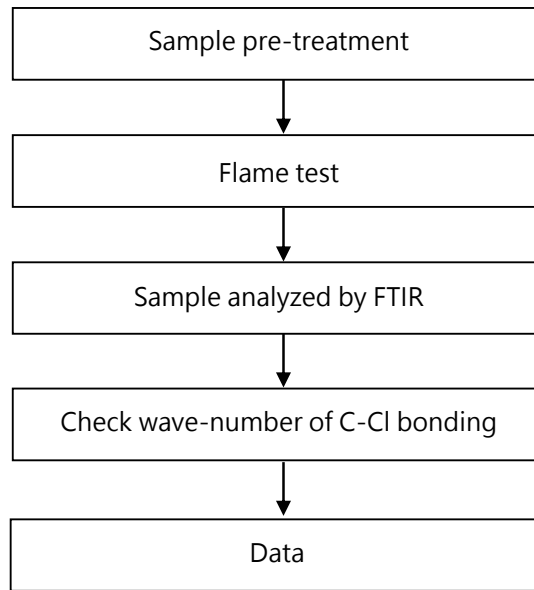 Sample pre-treatment
Flame test
Sample analyzed by FTIR
Check wave-number of C-Cl bonding
Data